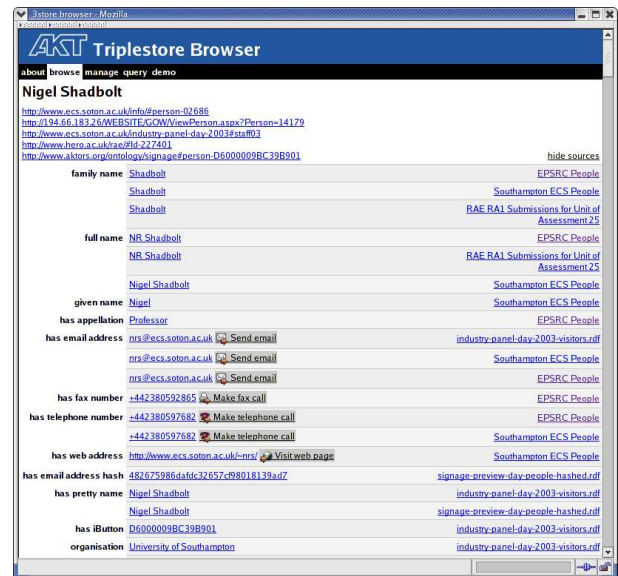 3store browser - Mozilla
AKT Triplestore Browser
about browse manage query demo
Nigel Shadbolt
http://www.ecs.soton.ac.uk/info/#person-02686
http://194.66.183.26/WEBSITE/GOW/ViewPerson.aspx?Person=14179
http://www.ecs.soton.ac.uk/industry-panel-day-2003#staff03
http://www.hero.ac.uk/rae/#Id-227401
http://www.aktors.org/ontology/signage#person-D6000009BC39B901 hide sources
family name Shadbolt EPSRC People
Shadbolt Southampton ECS People
Shadbolt RAE RA1 Submissions for Unit of
Assessment 25
full name NR Shadbolt EPSRC People
NR Shadbolt RAE RA1 Submissions for Unit of
Assessment 25
Nigel Shadbolt Southampton ECS People
given name Nigel Southampton ECS People
has appellation Professor EPSRC People
has email address nrs@ecs.soton.ac.uk Send email industry-panel-day-2003-visitors.rdf
nrs@ecs.soton.ac.uk Send email Southampton ECS People
nrs@ecs.soton.ac.uk Send email EPSRC People
has fax number +442380592865 Make fax call EPSRC People
has telephone number +442380597682 Make telephone call EPSRC People
+442380597682 Make telephone call Southampton ECS People
has web address http://www.ecs.soton.ac.uk/~nrs/ Visit web page Southampton ECS People
has email address hash 482675986dafdc32657cf98018139ad7 signage-preview-day-people-hashed.rdf
has pretty name Nigel Shadbolt industry-panel-day-2003-visitors.rdf
Nigel Shadbolt signage-preview-day-people-hashed.rdf
has iButton D6000009BC39B901 industry-panel-day-2003-visitors.rdf
organisation University of Southampton industry-panel-day-2003-visitors.rdf